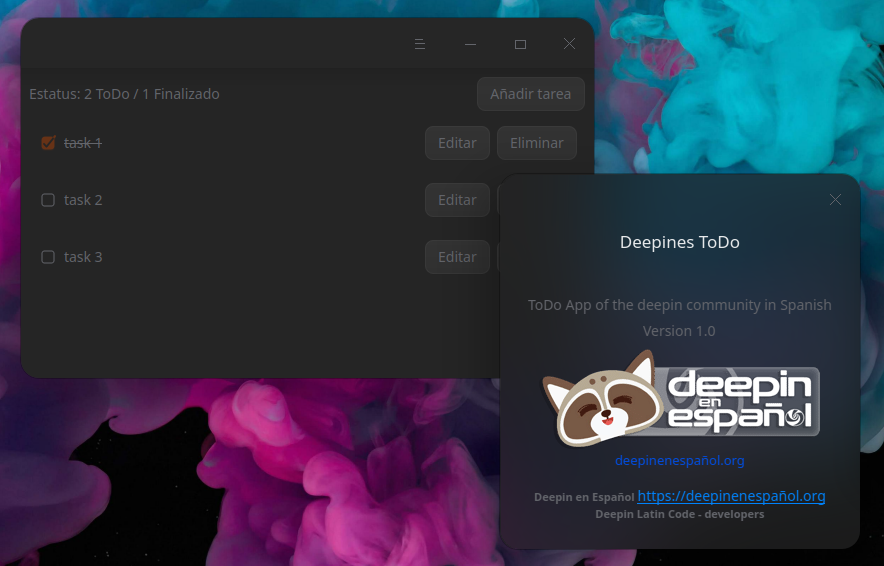 Estatus: 2 ToDo / 1 Finalizado
Añadir tarea
task 1
Editar
Eliminar
task 2
Editar
task 3
Editar
Deepines ToDo
ToDo App of the deepin community in Spanish
Version 1.0
deepin
en
español
deepinenespañol.org
Deepin en Español https://deepinenespañol.org
Deepin Latin Code - developers